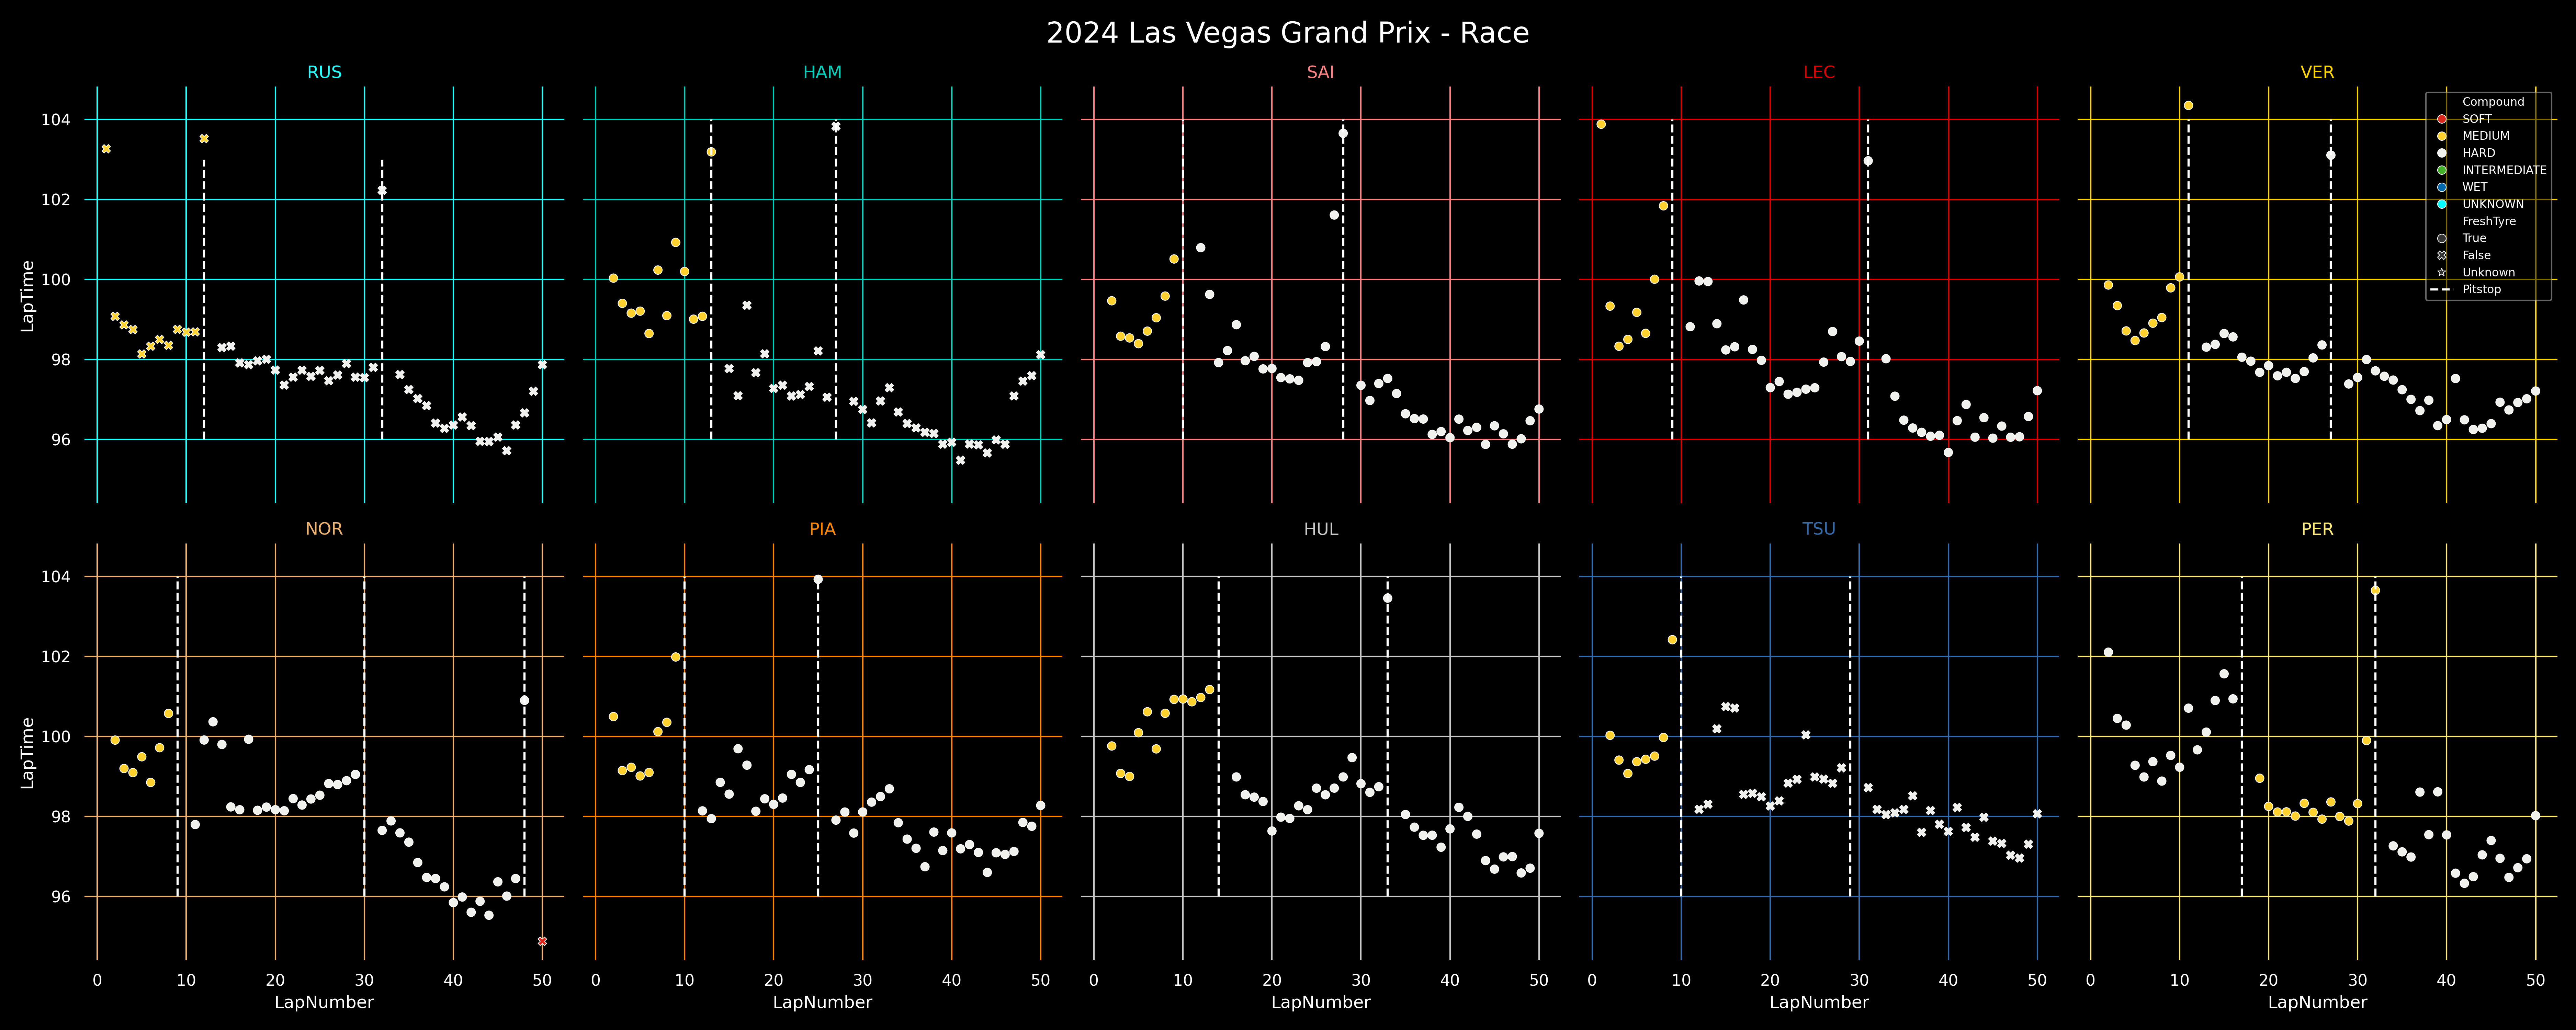 2024 Las Vegas Grand Prix - Race
RUS
HAM
SAI
LEC
VER
LapTime
104
102
100
98
96
Compound
SOFT
MEDIUM
HARD
INTERMEDIATE
WET
UNKNOWN
FreshTyre
True
False
Unknown
Pitstop
NOR
PIA
HUL
TSU
PER
LapTime
104
102
100
98
96
0 10 20 30 40 50
LapNumber
0 10 20 30 40 50
LapNumber
0 10 20 30 40 50
LapNumber
0 10 20 30 40 50
LapNumber
0 10 20 30 40 50
LapNumber